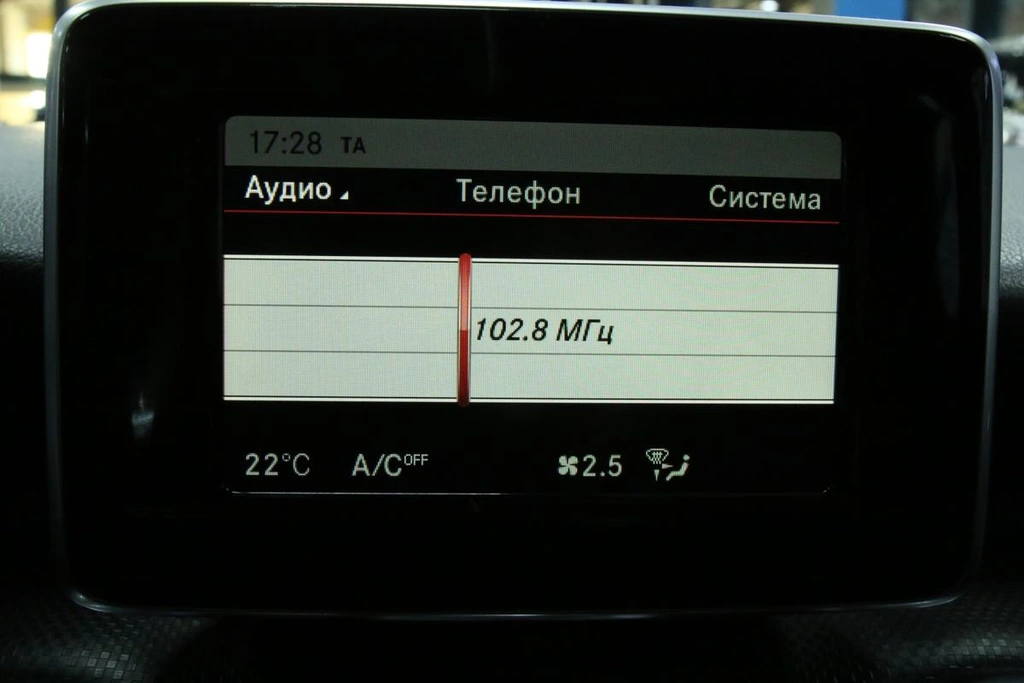 17:28 TA
Аудио Телефон Система
102.8 МГц
22°C A/C OFF 2.5